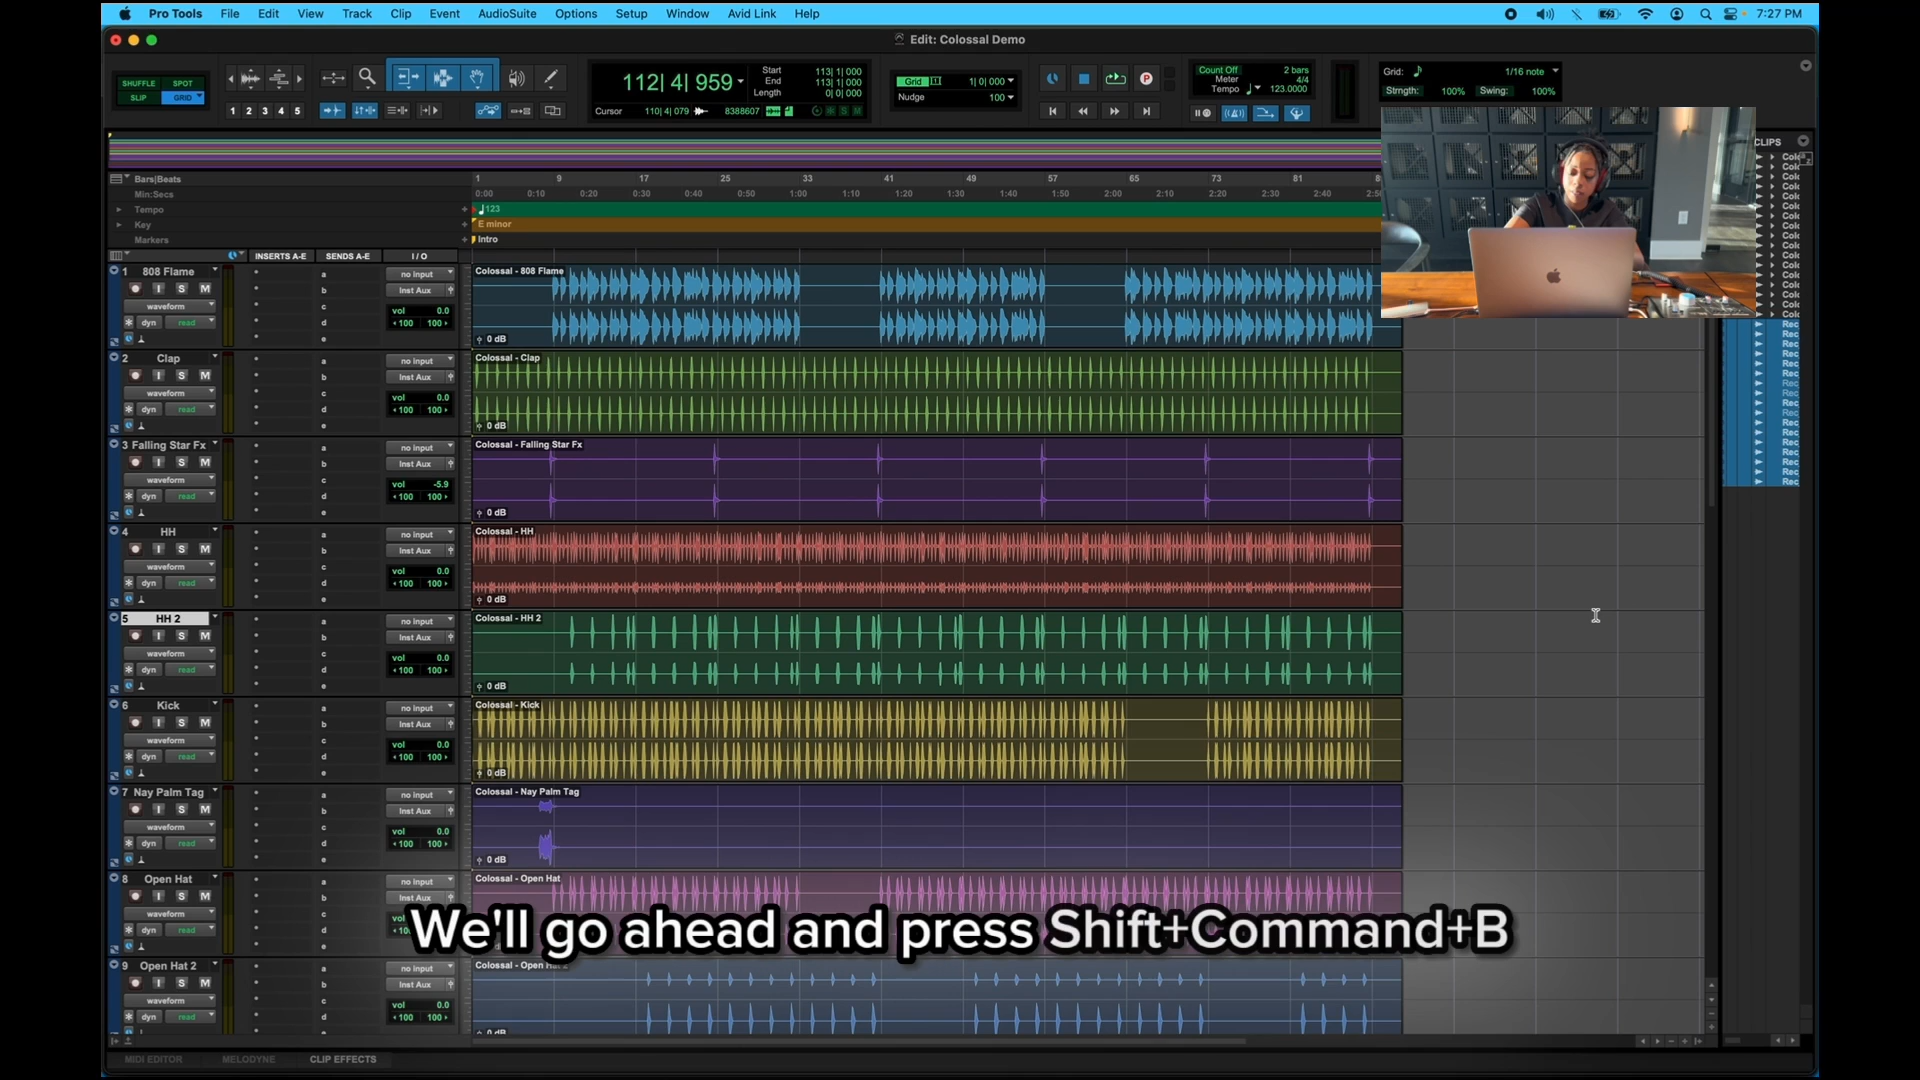 Pro Tools File Edit View Track Clip Event AudioSuite Options Setup Window Avid Link Help 7:27 PM
Edit: Colossal Demo
SHUFFLE SPOT
SLIP GRID
1 2 3 4 5
112| 4| 959
Start 113| 1| 000
End 113| 1| 000
Length 0| 0| 000
Cursor 110| 4| 079 8388607
Grid 1| 0| 000
Nudge 100
Count Off 2 bars
Meter 4/4
Tempo 123.0000
Grid: 1/16 note
Strngth: 100% Swing: 100%
CLIPS
Bars|Beats 1 9 17 25 33 41 49 57 65 73 81
Min:Secs 0:00 0:10 0:20 0:30 0:40 0:50 1:00 1:10 1:20 1:30 1:40 1:50 2:00 2:10 2:20 2:30 2:40
Tempo 123
Key E minor
Markers Intro
INSERTS A-E SENDS A-E I / O
1 808 Flame a no input Colossal - 808 Flame
I S M b Inst Aux
waveform c vol 0.0
dyn read d 100 100
e 0 dB
2 Clap a no input Colossal - Clap
I S M b Inst Aux
waveform c vol 0.0
dyn read d 100 100
e 0 dB
3 Falling Star Fx a no input Colossal - Falling Star Fx
I S M b Inst Aux
waveform c vol -5.9
dyn read d 100 100
e 0 dB
4 HH a no input Colossal - HH
I S M b Inst Aux
waveform c vol 0.0
dyn read d 100 100
e 0 dB
5 HH 2 a no input Colossal - HH 2
I S M b Inst Aux
waveform c vol 0.0
dyn read d 100 100
e 0 dB
6 Kick a no input Colossal - Kick
I S M b Inst Aux
waveform c vol 0.0
dyn read d 100 100
e 0 dB
7 Nay Palm Tag a no input Colossal - Nay Palm Tag
I S M b Inst Aux
waveform c vol 0.0
dyn read d 100 100
e 0 dB
8 Open Hat a no input Colossal - Open Hat
I S M b Inst Aux
waveform c
dyn read d
We'll go ahead and press Shift+Command+B
9 Open Hat 2 a no input Colossal - Open Hat 2
I S M b Inst Aux
waveform c vol 0.0
dyn read d 100 100
0 dB
MIDI EDITOR MELODYNE CLIP EFFECTS